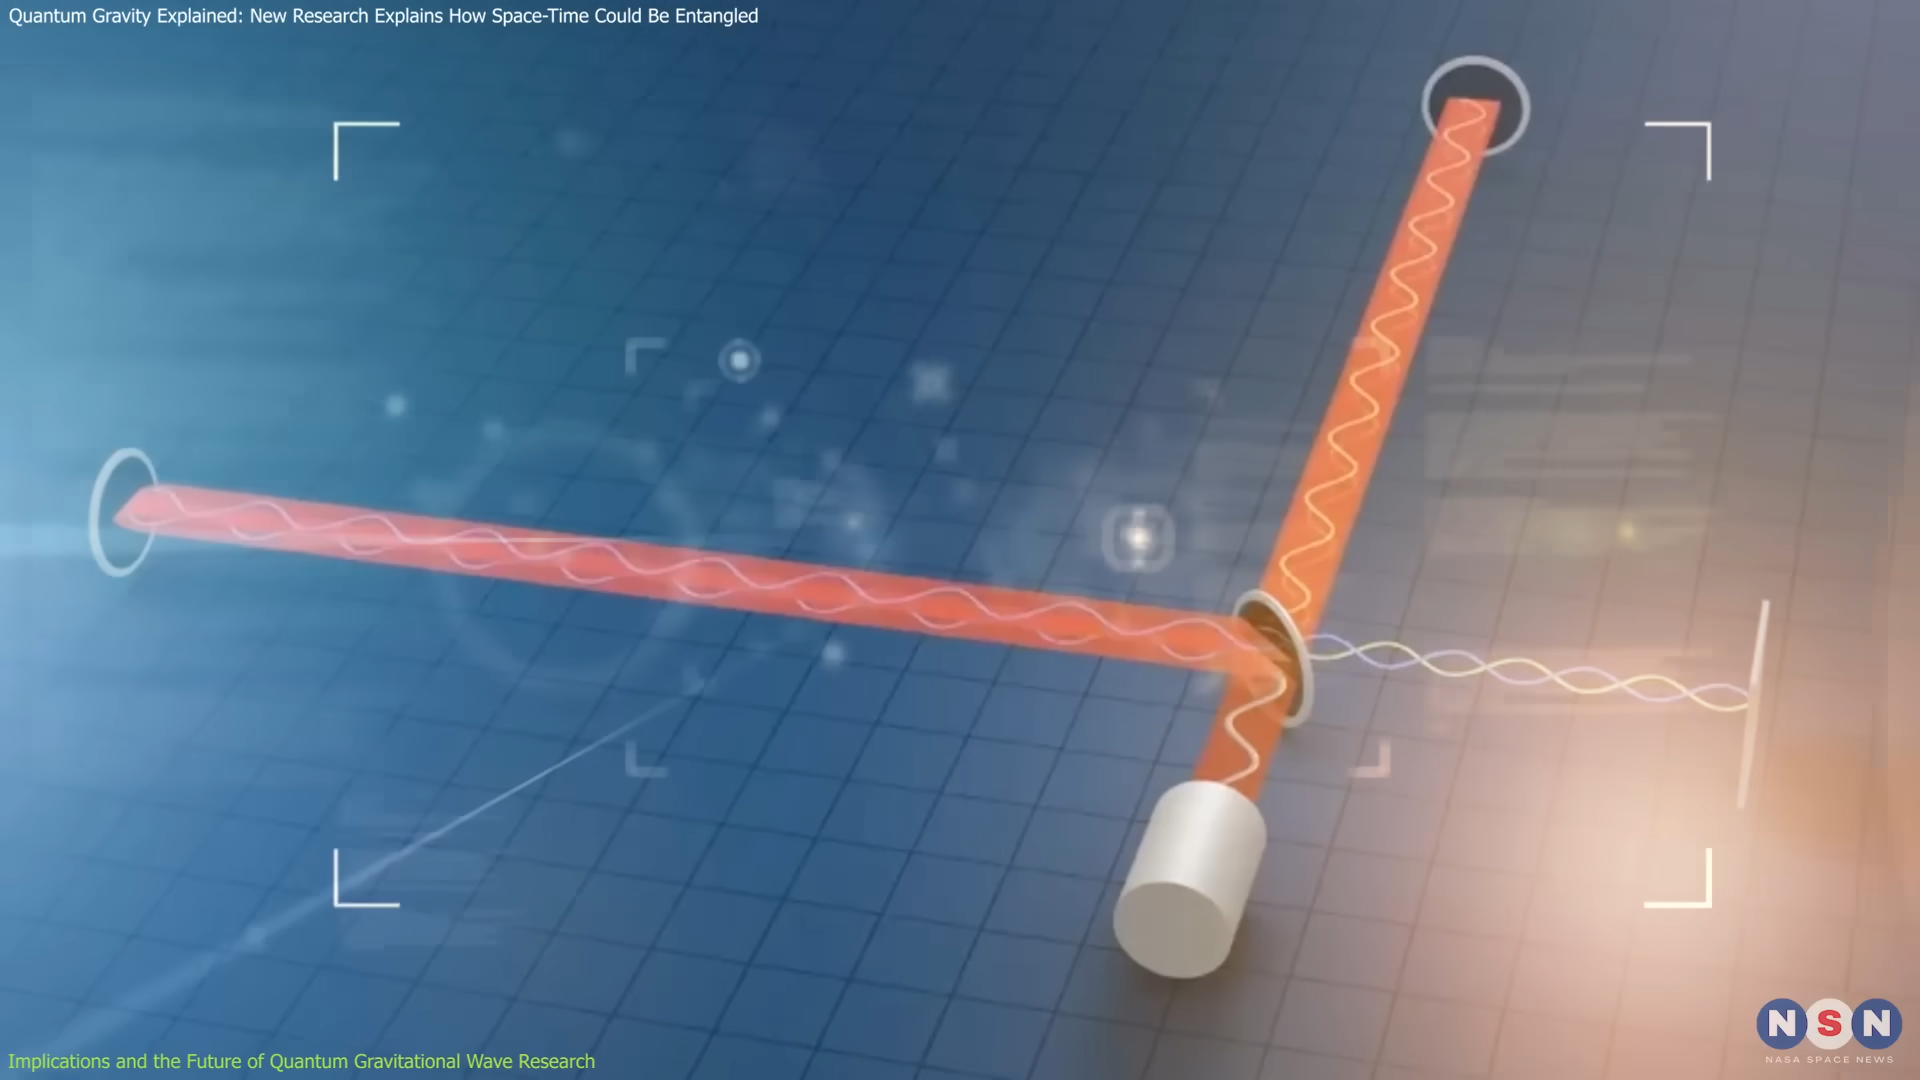 Quantum Gravity Explained: New Research Explains How Space-Time Could Be Entangled
Implications and the Future of Quantum Gravitational Wave Research
NSN
NASA SPACE NEWS